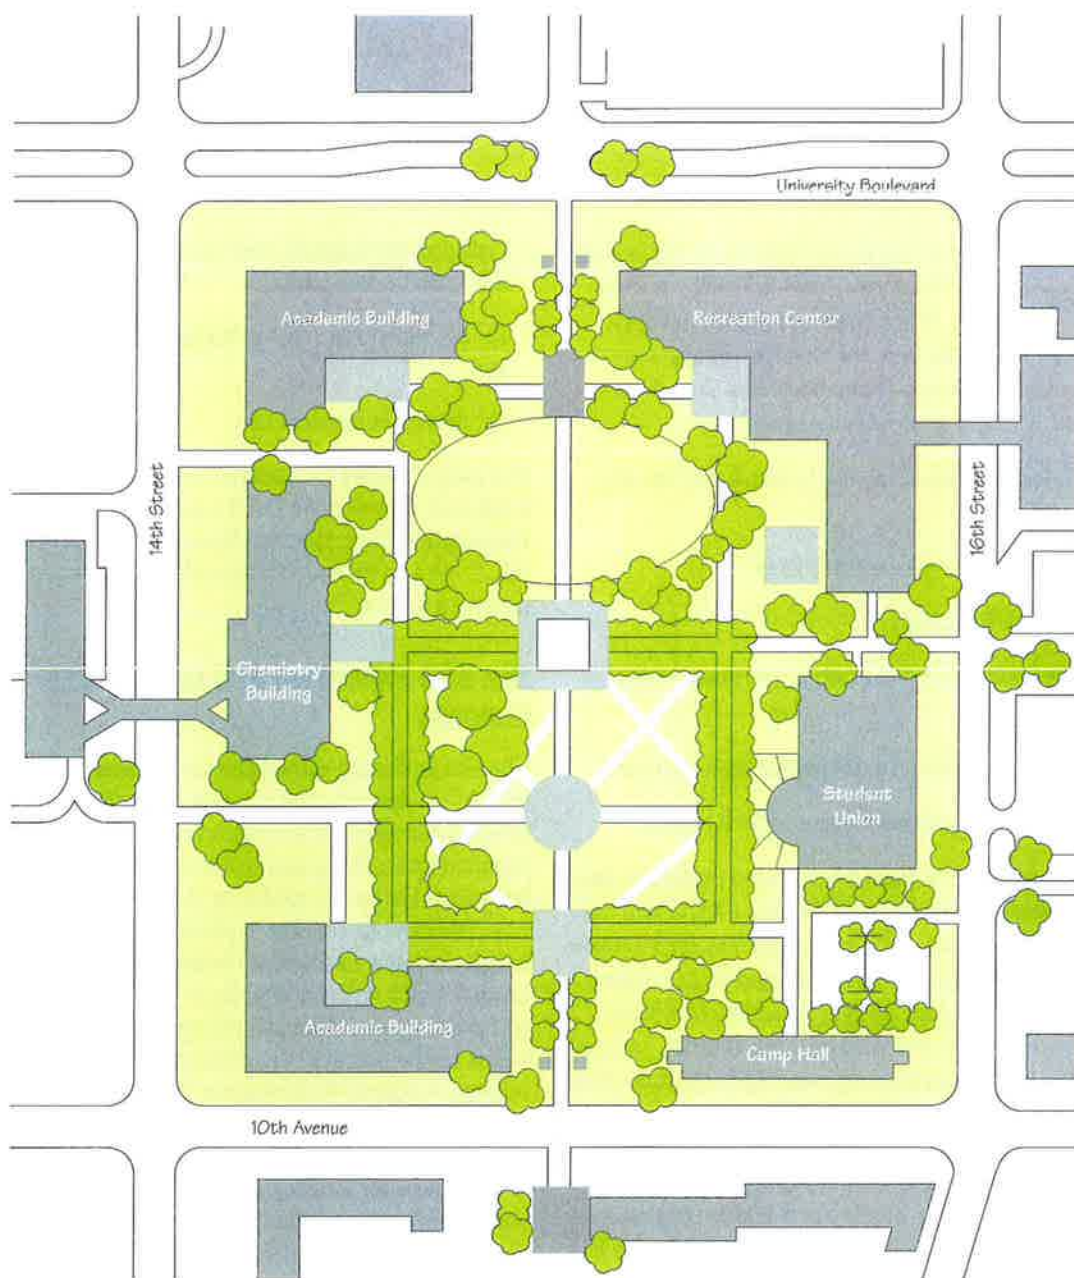 University Boulevard
Academic Building
Recreation Center
14th Street
16th Street
Chemistry
Building
Student
Union
Academic Building
Camp Hall
10th Avenue